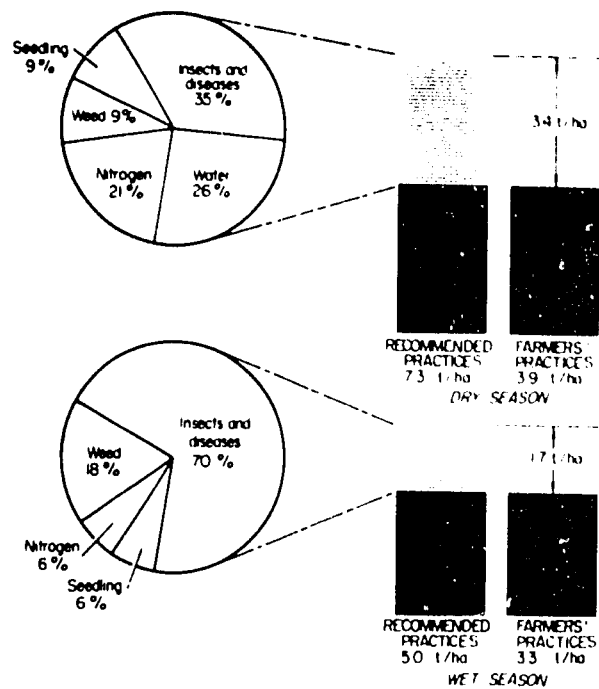 Seedling
9%
Insects and
diseases
35 %
Weed 9%
Nitrogen
21 %
Water
26 %
3.4 t/ha
RECOMMENDED
PRACTICES
7.3 t/ha
FARMERS'
PRACTICES
3.9 t/ha
DRY SEASON
Insects and
diseases
70 %
Weed
18 %
Nitrogen
6 %
Seedling
6 %
1.7 t/ha
RECOMMENDED
PRACTICES
5.0 t/ha
FARMERS'
PRACTICES
3.3 t/ha
WET SEASON